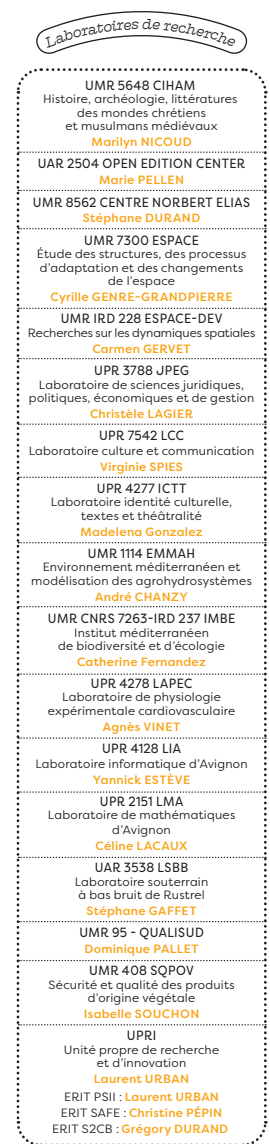 Laboratoires de recherche
UMR 5648 CIHAM
Histoire, archéologie, littératures
des mondes chrétiens
et musulmans médiévaux
Marilyn NICOUD
UAR 2504 OPEN EDITION CENTER
Marie PELLEN
UMR 8562 CENTRE NORBERT ELIAS
Stéphane DURAND
UMR 7300 ESPACE
Étude des structures, des processus
d'adaptation et des changements
de l'espace
Cyrille GENRE-GRANDPIERRE
UMR IRD 228 ESPACE-DEV
Recherches sur les dynamiques spatiales
Carmen GERVET
UPR 3788 JPEG
Laboratoire de sciences juridiques,
politiques, économiques et de gestion
Christèle LAGIER
UPR 7542 LCC
Laboratoire culture et communication
Virginie SPIES
UPR 4277 ICTT
Laboratoire identité culturelle,
textes et théâtralité
Madelena Gonzalez
UMR 1114 EMMAH
Environnement méditerranéen et
modélisation des agrohydrosystèmes
André CHANZY
UMR CNRS 7263-IRD 237 IMBE
Institut méditerranéen
de biodiversité et d'écologie
Catherine Fernandez
UPR 4278 LAPEC
Laboratoire de physiologie
expérimentale cardiovasculaire
Agnès VINET
UPR 4128 LIA
Laboratoire informatique d'Avignon
Yannick ESTÈVE
UPR 2151 LMA
Laboratoire de mathématiques
d'Avignon
Céline LACAUX
UAR 3538 LSBB
Laboratoire souterrain
à bas bruit de Rustrel
Stéphane GAFFET
UMR 95 - QUALISUD
Dominique PALLET
UMR 408 SQPOV
Sécurité et qualité des produits
d'origine végétale
Isabelle SOUCHON
UPRI
Unité propre de recherche
et d'innovation
Laurent URBAN
ERIT PSII : Laurent URBAN
ERIT SAFE : Christine PÉPIN
ERIT S2CB : Grégory DURAND